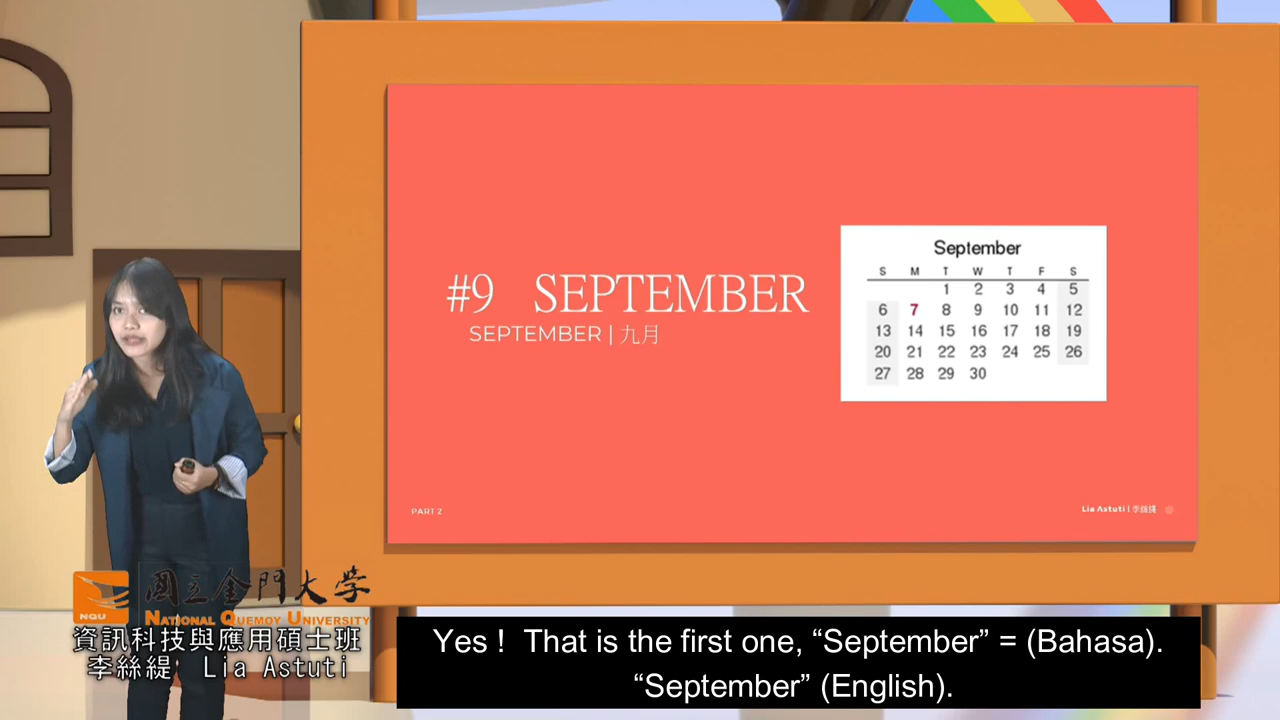 #9 SEPTEMBER
SEPTEMBER | 九月
September
S M T W T F S
1 2 3 4 5
6 7 8 9 10 11 12
13 14 15 16 17 18 19
20 21 22 23 24 25 26
27 28 29 30
PART 2
Lia Astuti | 李絲緹
NQU
國立金門大學
NATIONAL QUEMOY UNIVERSITY
資訊科技與應用碩士班
李絲緹 Lia Astuti
Yes ! That is the first one, “September” = (Bahasa).
“September” (English).